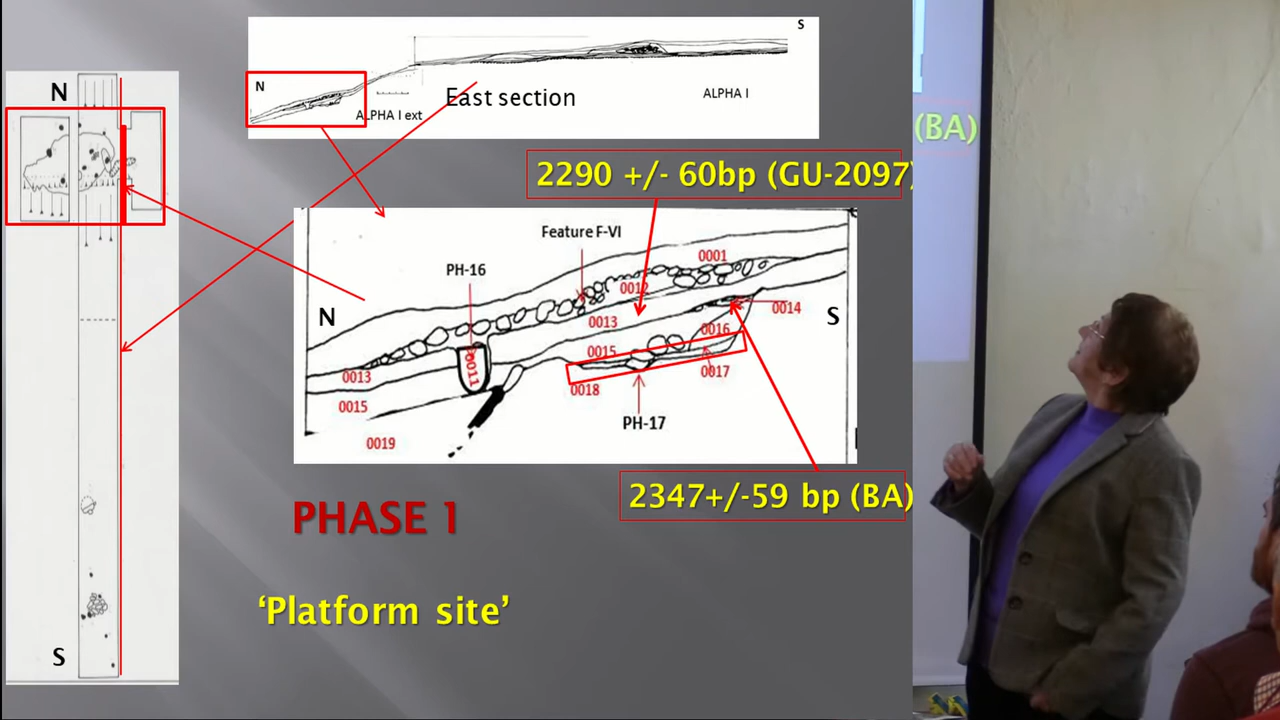 S
N
East section
ALPHA I
ALPHA I ext
N
S
2290 +/- 60bp (GU-2097)
(BA)
Feature F-VI
PH-16
0001
0012
N
0013
0014
S
0016
0015
0011
0013
0017
0018
0015
PH-17
0019
2347+/-59 bp (BA)
PHASE 1
‘Platform site’